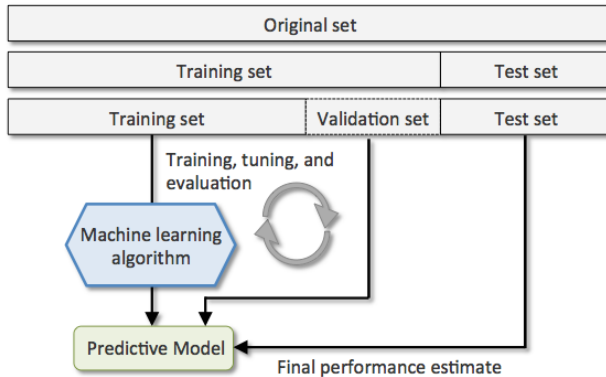 Original set
Training set
Test set
Training set
Validation set
Test set
Training, tuning, and
evaluation
Machine learning
algorithm
Predictive Model
Final performance estimate